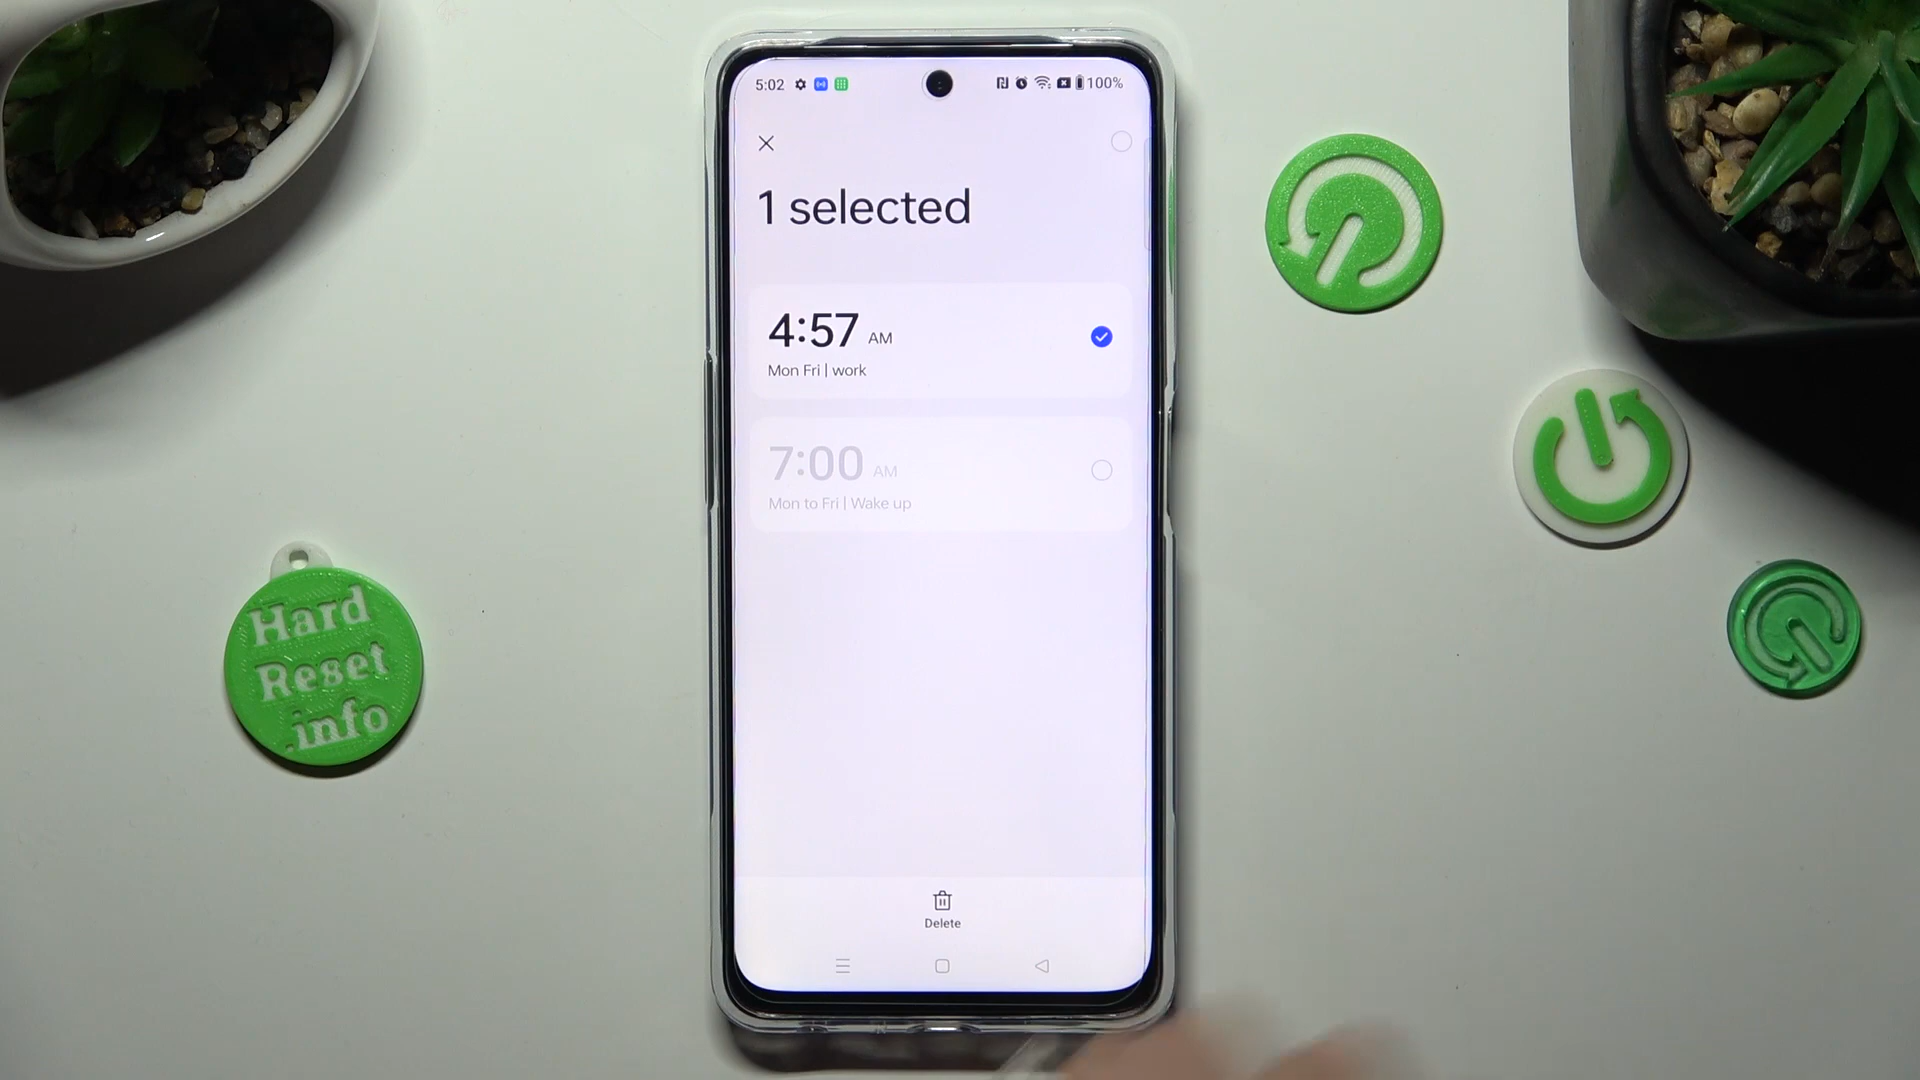 5:02
100%
1 selected
4:57 AM
Mon Fri | work
7:00 AM
Mon to Fri | Wake up
Delete
Hard
Reset
.info